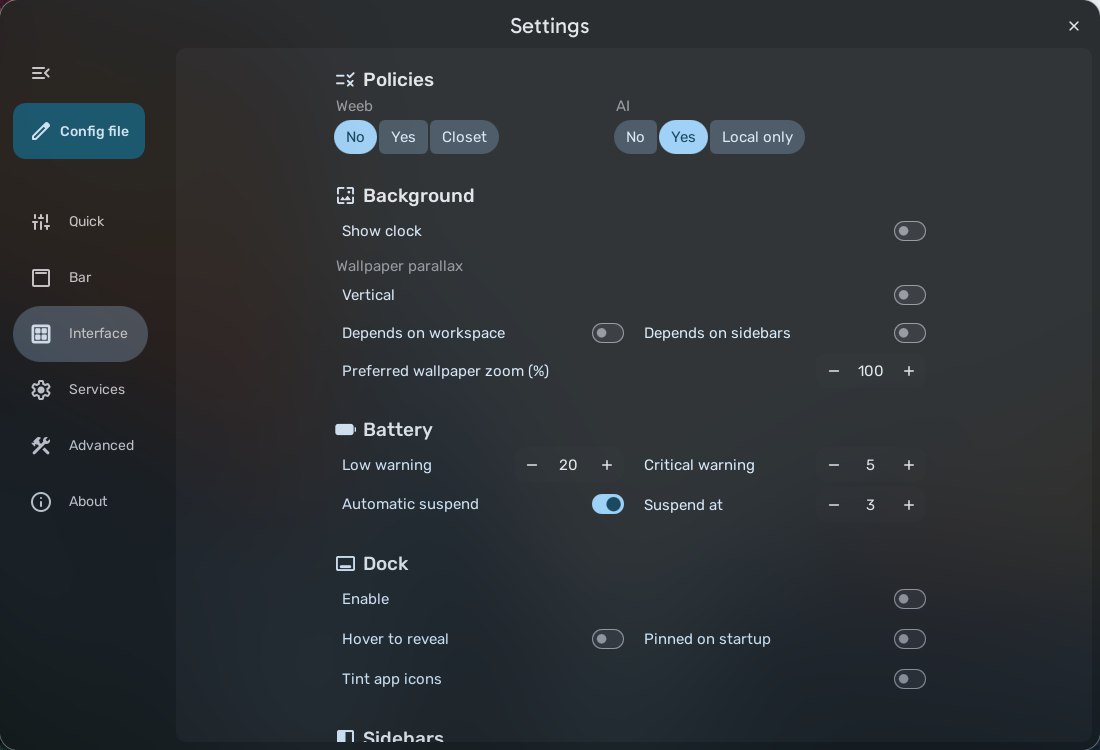 Settings
Config file
Quick
Bar
Interface
Services
Advanced
About
Policies
Weeb AI
No Yes Closet No Yes Local only
Background
Show clock
Wallpaper parallax
Vertical
Depends on workspace Depends on sidebars
Preferred wallpaper zoom (%) − 100 +
Battery
Low warning − 20 + Critical warning − 5 +
Automatic suspend Suspend at − 3 +
Dock
Enable
Hover to reveal Pinned on startup
Tint app icons
Sidebars